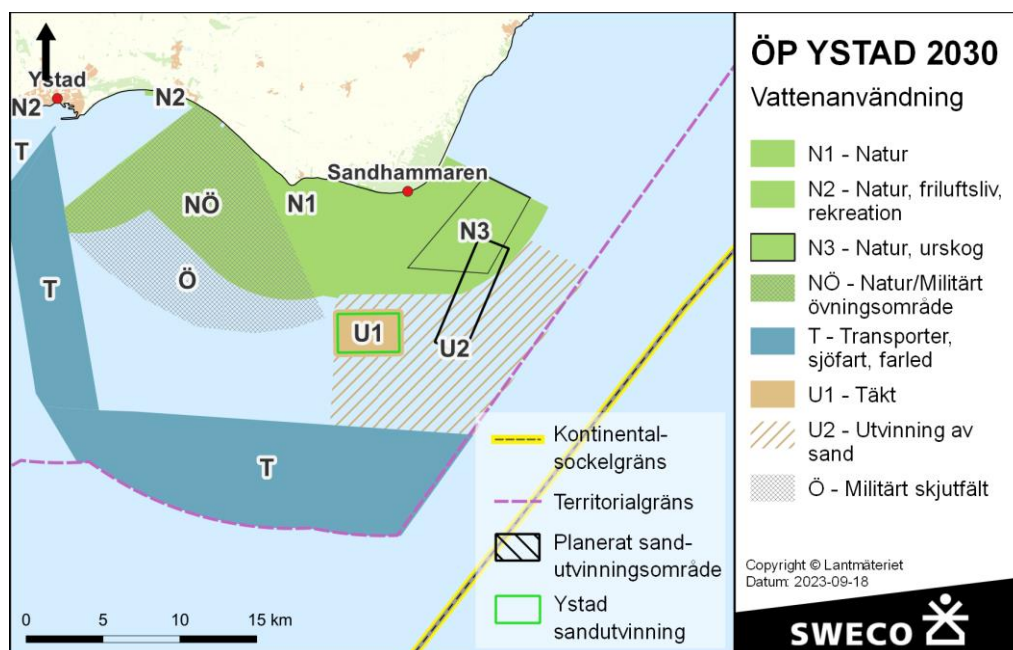 Ystad
N2
N2
T
Sandhammaren
N1
NÖ
N3
Ö
T
U1
U2
T
0 5 10 15 km
Kontinental-
sockelgräns
Territorialgräns
Planerat sand-
utvinningsområde
Ystad
sandutvinning
ÖP YSTAD 2030
Vattenanvändning
N1 - Natur
N2 - Natur, friluftsliv,
rekreation
N3 - Natur, urskog
NÖ - Natur/Militärt
övningsområde
T - Transporter,
sjöfart, farled
U1 - Täkt
U2 - Utvinning av
sand
Ö - Militärt skjutfält
Copyright © Lantmäteriet
Datum: 2023-09-18
SWECO